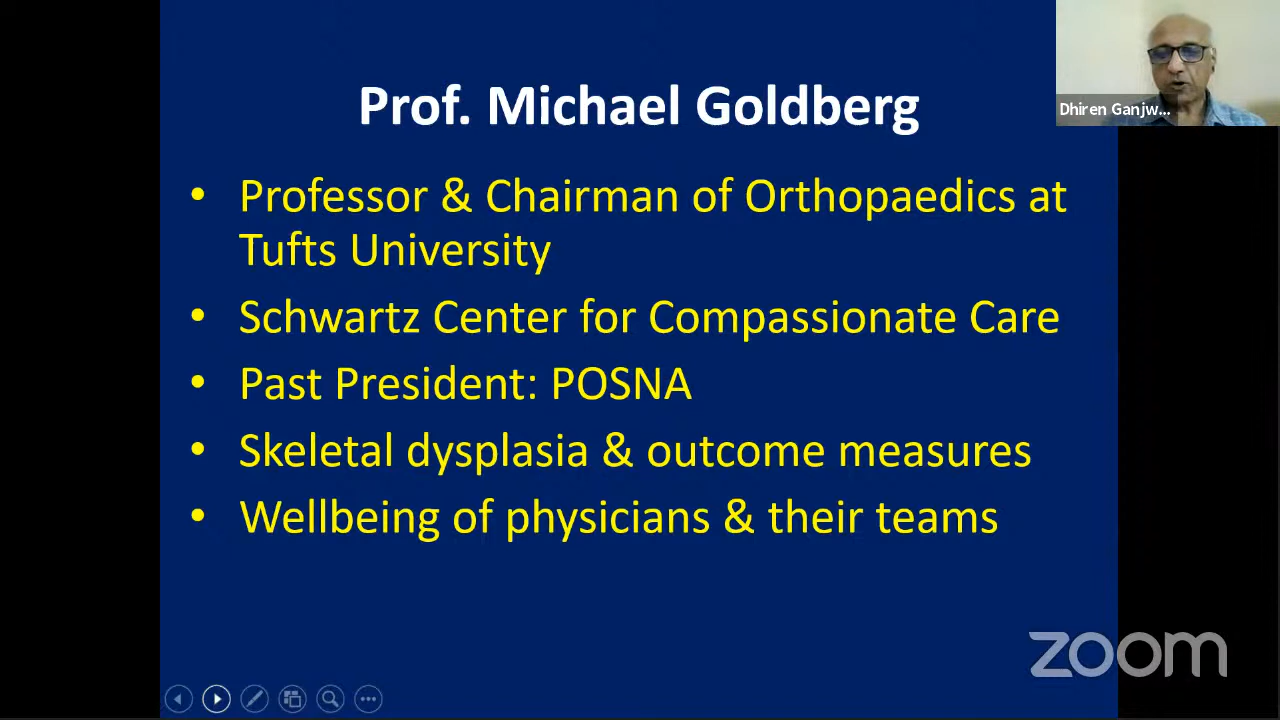 Prof. Michael Goldberg
Dhiren Ganjw...
• Professor & Chairman of Orthopaedics at
Tufts University
• Schwartz Center for Compassionate Care
• Past President: POSNA
• Skeletal dysplasia & outcome measures
• Wellbeing of physicians & their teams
zoom